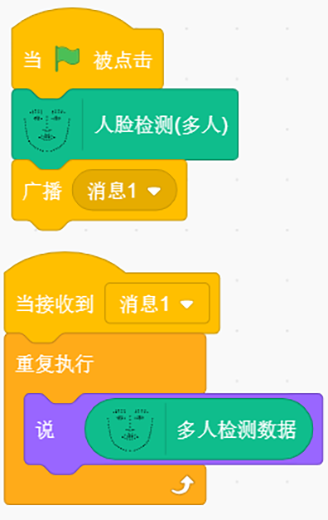 当 被点击
人脸检测(多人)
广播 消息1
当接收到 消息1
重复执行
说 多人检测数据